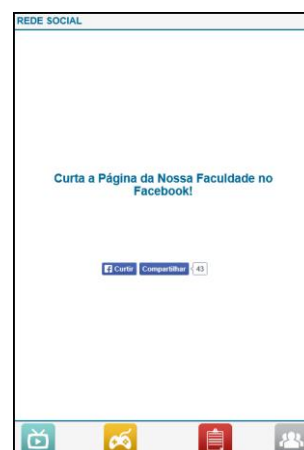 REDE SOCIAL
Curta a Página da Nossa Faculdade no
Facebook!
Curtir Compartilhar 43